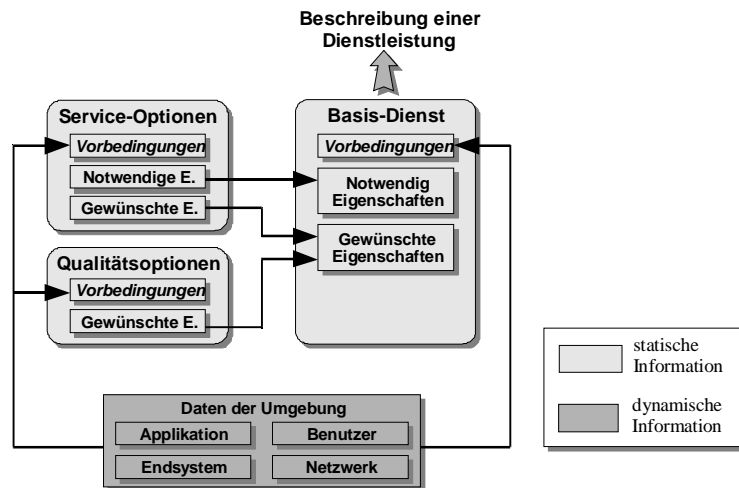 Beschreibung einer
Dienstleistung
Service-Optionen
Vorbedingungen
Notwendige E.
Gewünschte E.
Qualitätsoptionen
Vorbedingungen
Gewünschte E.
Basis-Dienst
Vorbedingungen
Notwendig
Eigenschaften
Gewünschte
Eigenschaften
Daten der Umgebung
Applikation
Benutzer
Endsystem
Netzwerk
statische
Information
dynamische
Information